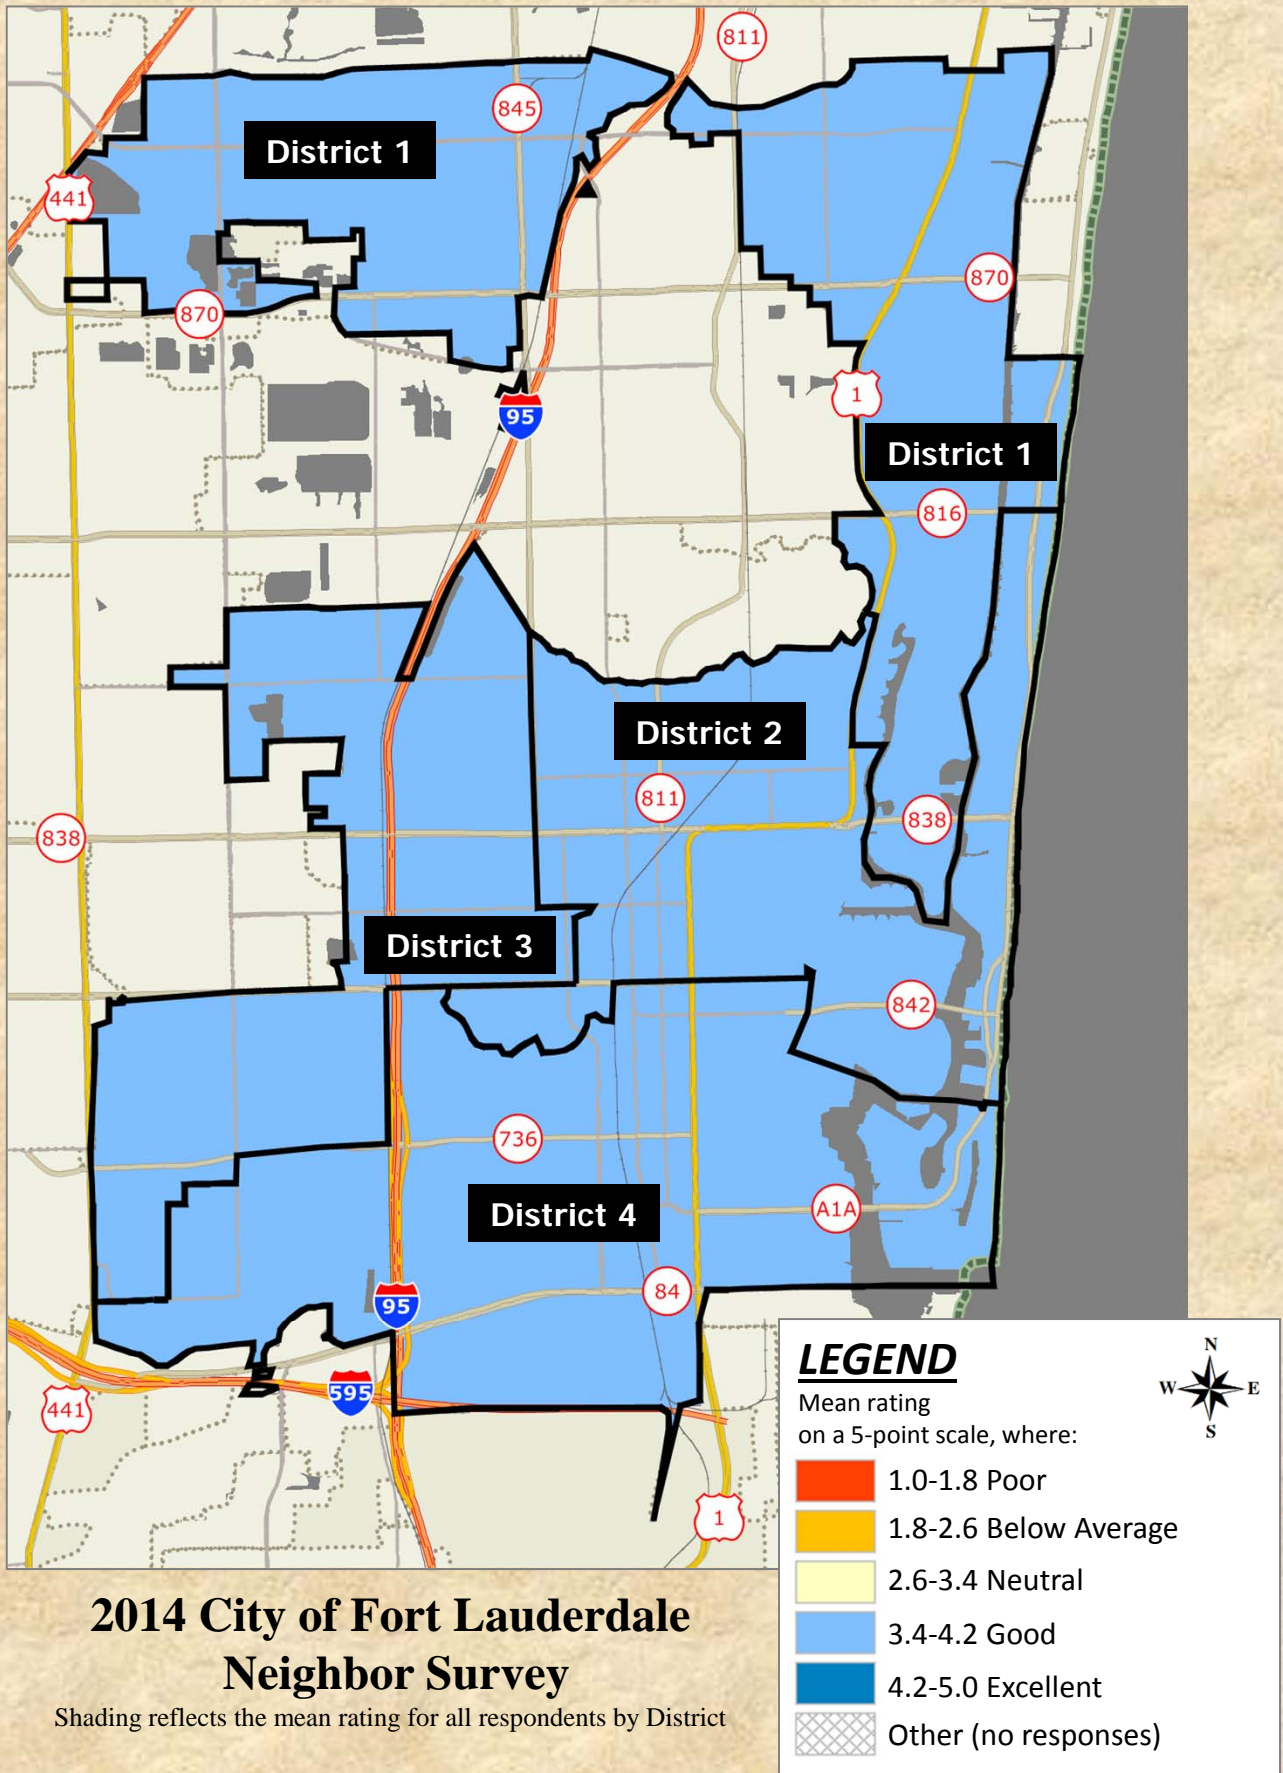 811
845
District 1
441
870
870
1
95
District 1
816
District 2
811
838
838
District 3
842
736
District 4
A1A
84
95
595
441
1
LEGEND
Mean rating
on a 5-point scale, where:
N
W E
S
1.0-1.8 Poor
1.8-2.6 Below Average
2.6-3.4 Neutral
3.4-4.2 Good
4.2-5.0 Excellent
Other (no responses)
2014 City of Fort Lauderdale
Neighbor Survey
Shading reflects the mean rating for all respondents by District